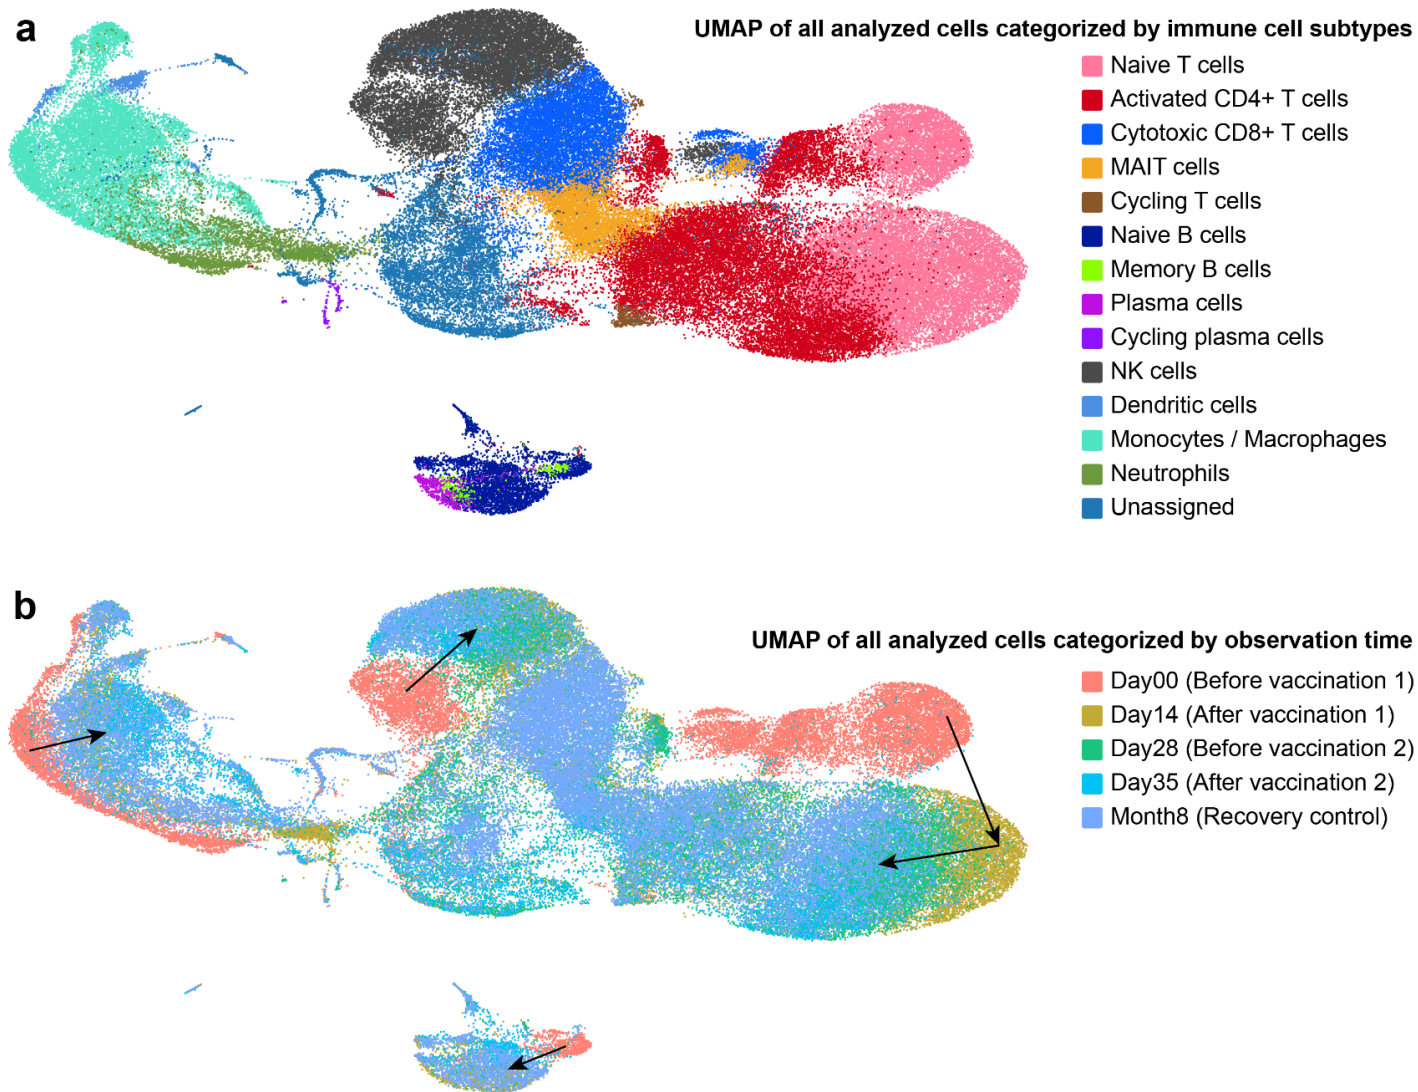 a
UMAP of all analyzed cells categorized by immune cell subtypes
Naive T cells
Activated CD4+ T cells
Cytotoxic CD8+ T cells
MAIT cells
Cycling T cells
Naive B cells
Memory B cells
Plasma cells
Cycling plasma cells
NK cells
Dendritic cells
Monocytes / Macrophages
Neutrophils
Unassigned
b
UMAP of all analyzed cells categorized by observation time
Day00 (Before vaccination 1)
Day14 (After vaccination 1)
Day28 (Before vaccination 2)
Day35 (After vaccination 2)
Month8 (Recovery control)